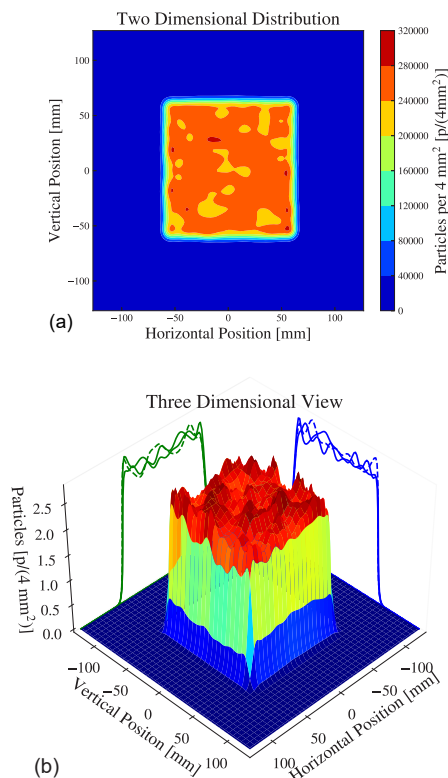 Two Dimensional Distribution
100
50
0
−50
−100
Vertical Positon [mm]
−100 −50 0 50 100
Horizontal Position [mm]
320000
280000
240000
200000
160000
120000
80000
40000
0
Particles per 4 mm² [p/(4mm²)]
(a)
Three Dimensional View
Particles [p/(4 mm²)]
2.5
2.0
1.5
1.0
0.5
0.0
−100
−50
0
50
100
Vertical Positon [mm]
−100
−50
0
50
100
Horizontal Position [mm]
(b)